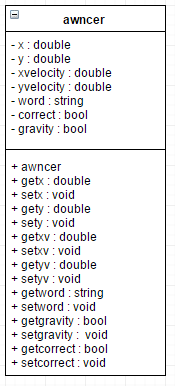 awncer
- x : double
- y : double
- xvelocity : double
- yvelocity : double
- word : string
- correct : bool
- gravity : bool
+ awncer
+ getx : double
+ setx : void
+ gety : double
+ sety : void
+ getxv : double
+ setxv : void
+ getyv : double
+ setyv : void
+ getword : string
+ setword : void
+ getgravity : bool
+ setgravity : void
+ getcorrect : bool
+ setcorrect : void